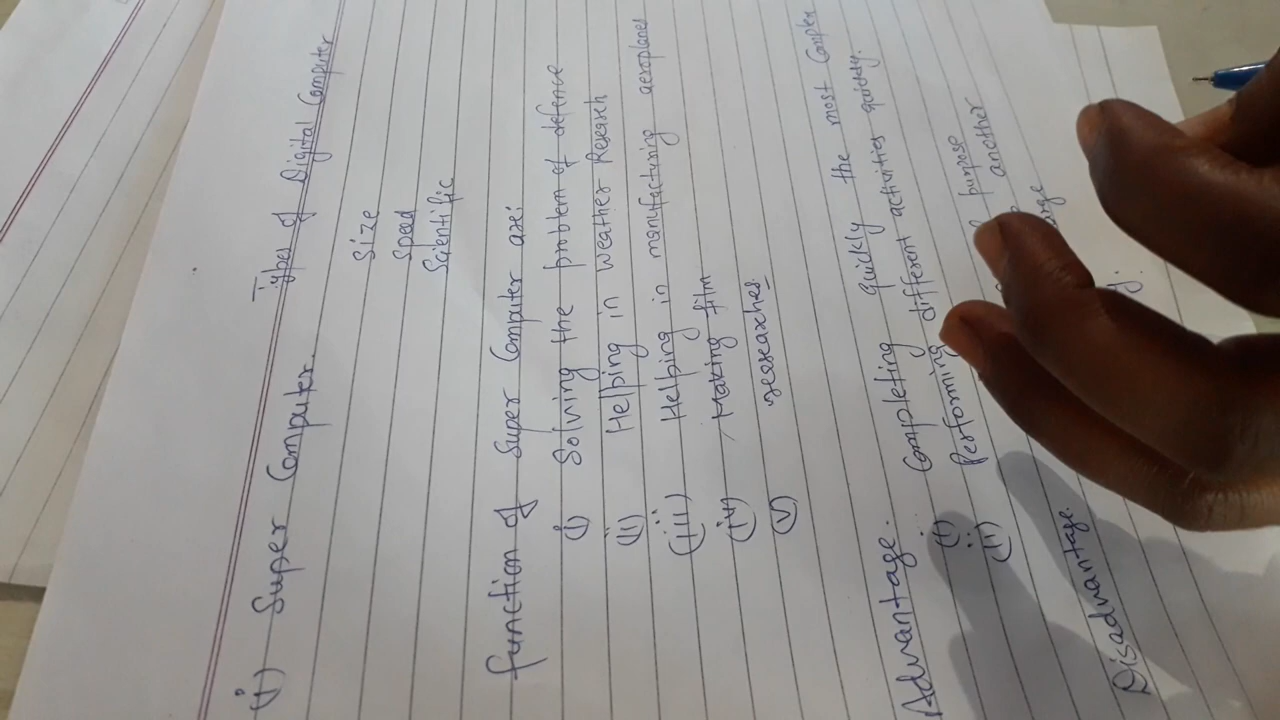 Types of Digital Computer
(i) Super Computer.
Size
Speed
Scientific
function of Super Computer are:
(i) Solving the problem of defence
(ii) Helping in Weather Research
(iii) Helping in manufacturing aeroplanes
(iv) Making film
(v) researches
Advantage.
(i) Completing quickly the most Complex
different activities quickly.
(ii) Performing purpose
another
Disadvantage.